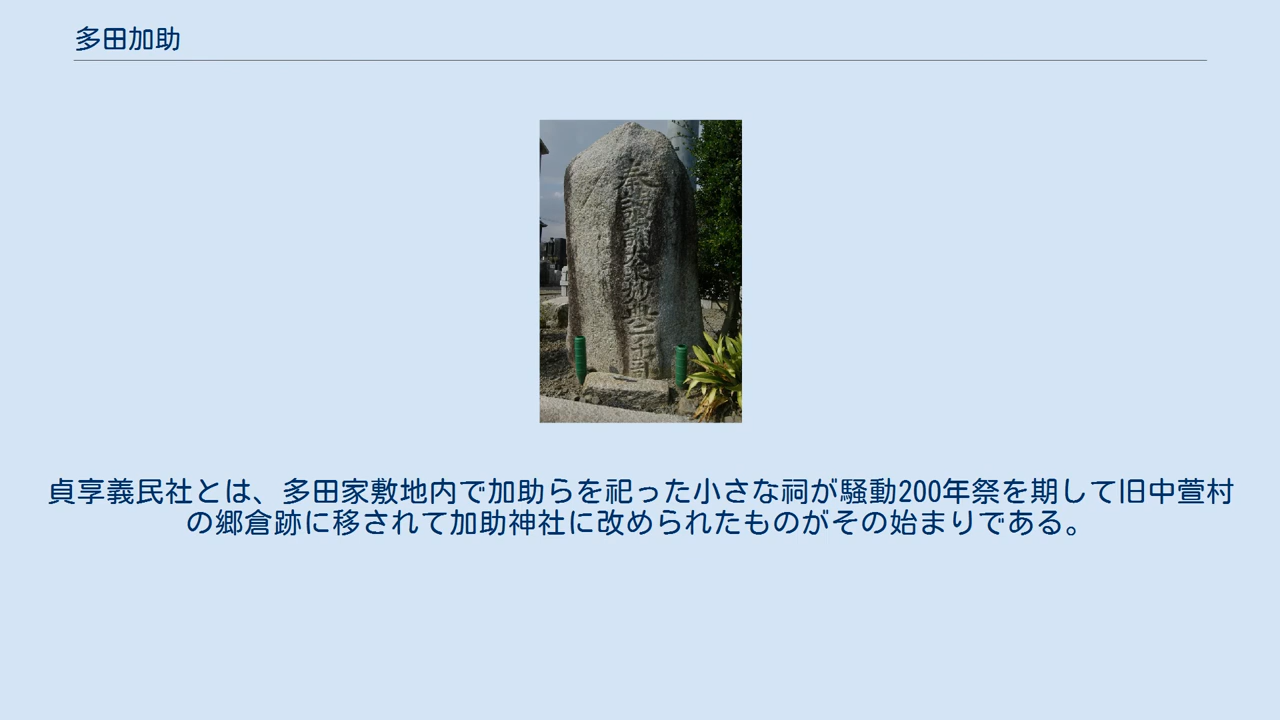 多田加助
貞享義民社とは、多田家敷地内で加助らを祀った小さな祠が騒動200年祭を期して旧中萱村
の郷倉跡に移されて加助神社に改められたものがその始まりである。